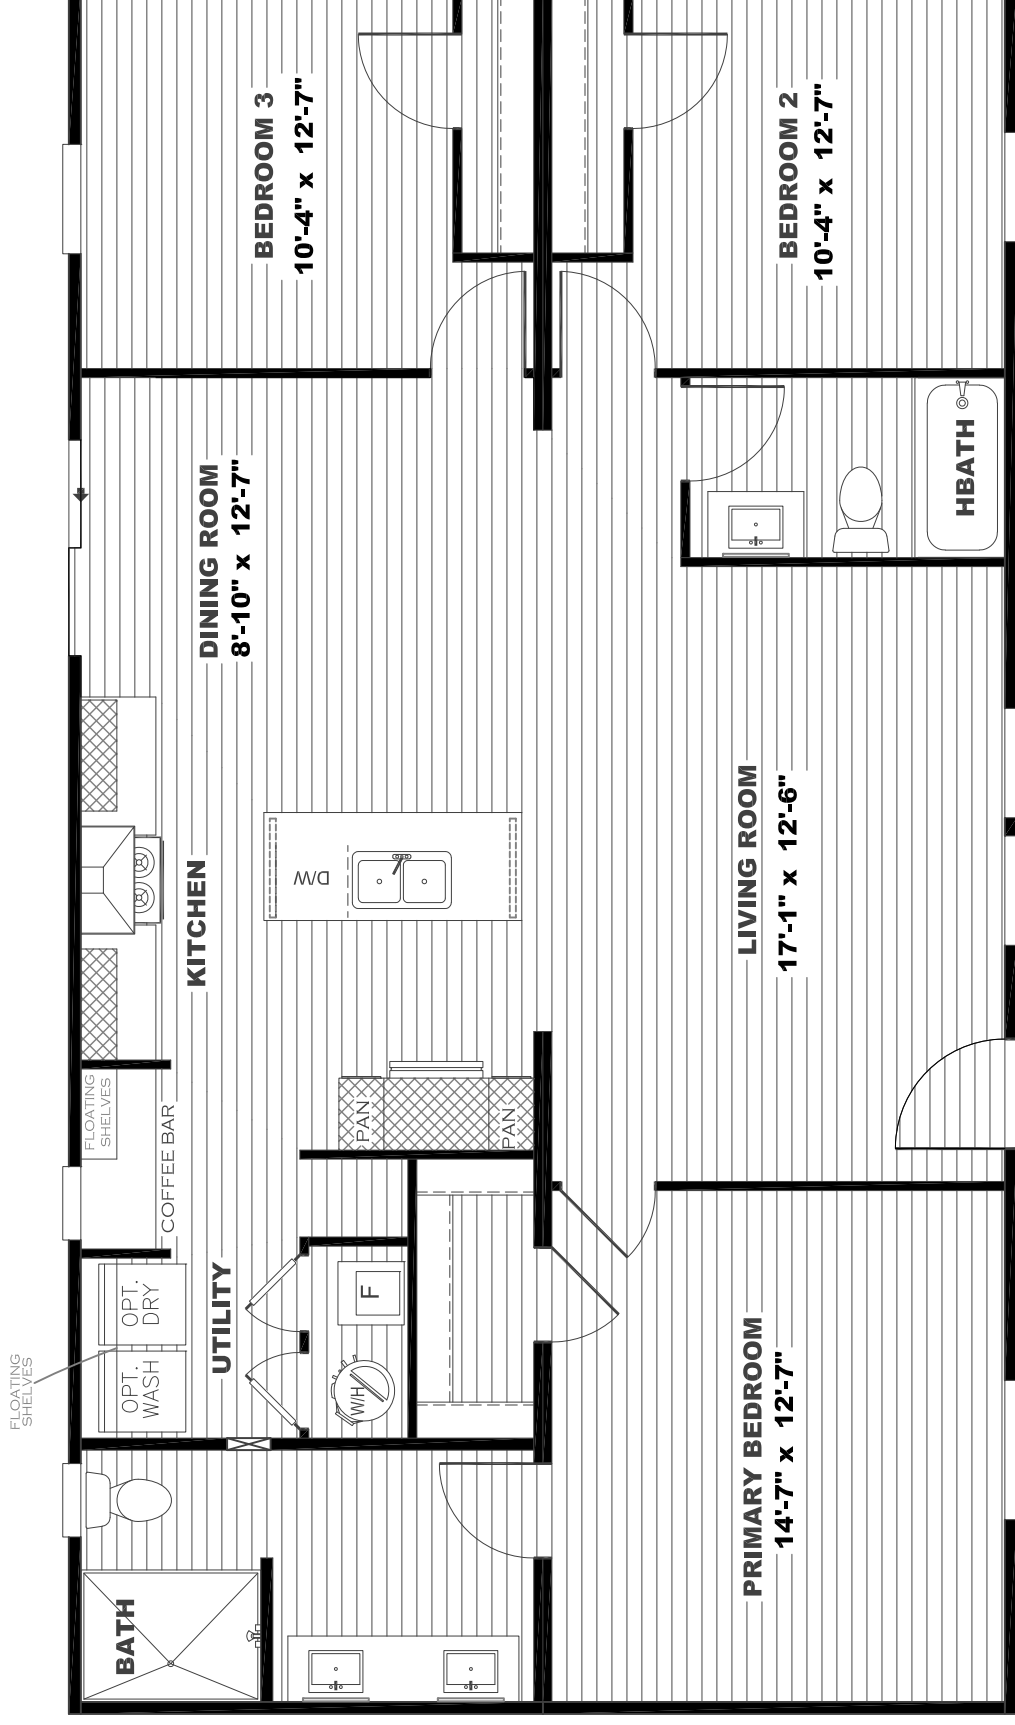 BEDROOM 3
10'-4" x 12'-7"
BEDROOM 2
10'-4" x 12'-7"
DINING ROOM
8'-10" x 12'-7"
HBATH
KITCHEN
D/W
LIVING ROOM
17'-1" x 12'-6"
FLOATING
SHELVES
COFFEE BAR
PAN
PAN
UTILITY
OPT.
DRY
OPT.
WASH
FLOATING
SHELVES
F
W/H
PRIMARY BEDROOM
14'-7" x 12'-7"
BATH